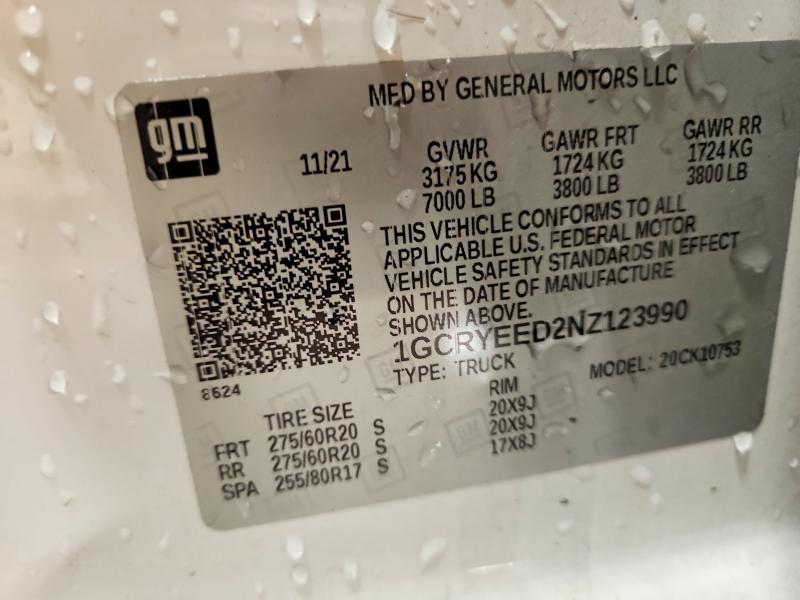 MFD BY GENERAL MOTORS LLC
gm
11/21
GVWR GAWR FRT GAWR RR
3175 KG 1724 KG 1724 KG
7000 LB 3800 LB 3800 LB
THIS VEHICLE CONFORMS TO ALL
APPLICABLE U.S. FEDERAL MOTOR
VEHICLE SAFETY STANDARDS IN EFFECT
ON THE DATE OF MANUFACTURE
SHOWN ABOVE.
1GCRYEED2NZ123990
TYPE: TRUCK MODEL: 20CK10753
8624
TIRE SIZE RIM
FRT 275/60R20 S 20X9J
RR 275/60R20 S 20X9J
SPA 255/80R17 S 17X8J